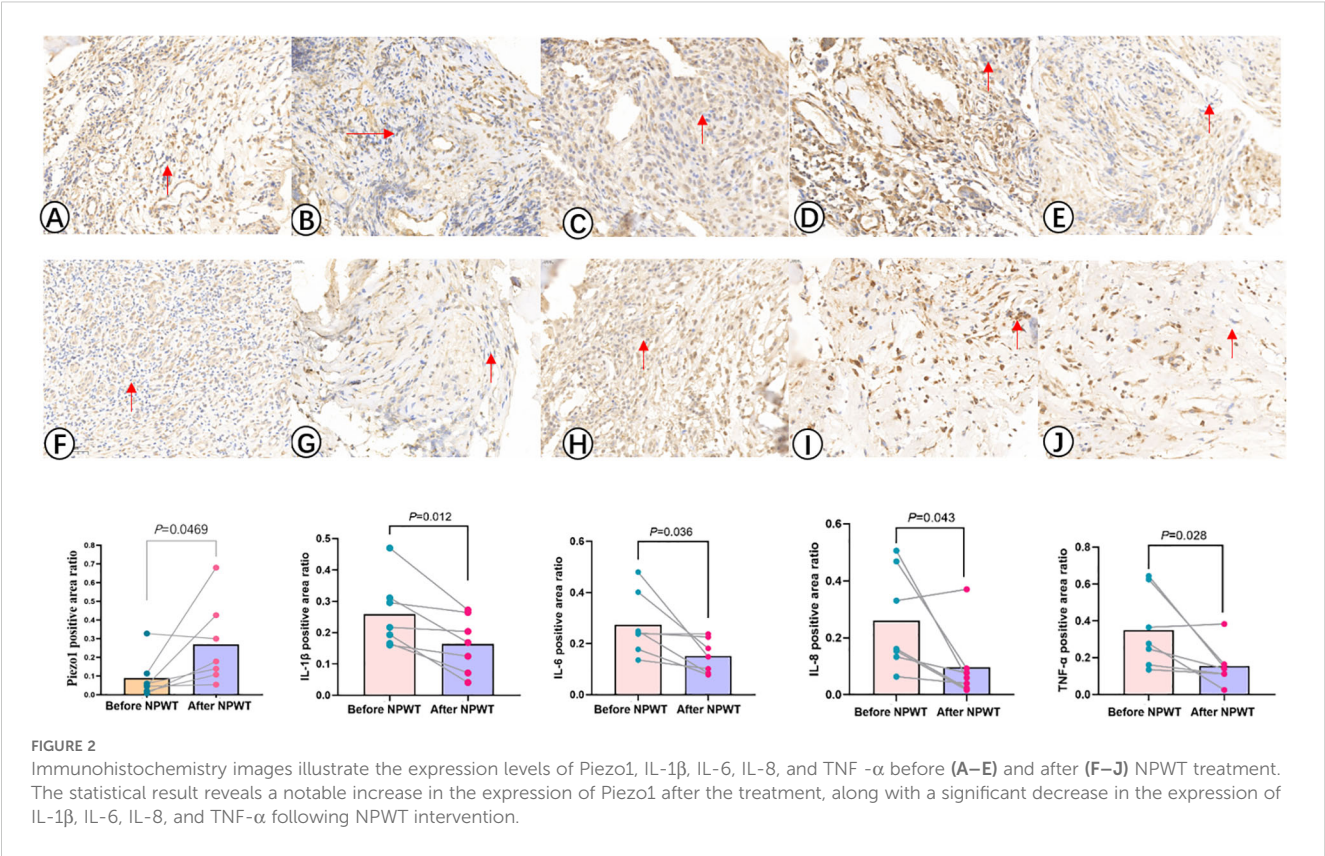 A
B
C
D
E
F
G
H
I
J
P=0.0469
Piezo1 positive area ratio
0.8
0.7
0.6
0.5
0.4
0.3
0.2
0.1
0.0
Before NPWT After NPWT
P=0.012
IL-1β positive area ratio
0.5
0.4
0.3
0.2
0.1
0.0
Before NPWT After NPWT
P=0.036
IL-6 positive area ratio
0.6
0.4
0.2
0.0
Before NPWT After NPWT
P=0.043
IL-8 positive area ratio
0.6
0.4
0.2
0.0
Before NPWT After NPWT
P=0.028
TNF-α positive area ratio
0.8
0.6
0.4
0.2
0.0
Before NPWT After NPWT
FIGURE 2
Immunohistochemistry images illustrate the expression levels of Piezo1, IL-1β, IL-6, IL-8, and TNF -α before (A–E) and after (F–J) NPWT treatment.
The statistical result reveals a notable increase in the expression of Piezo1 after the treatment, along with a significant decrease in the expression of
IL-1β, IL-6, IL-8, and TNF-α following NPWT intervention.